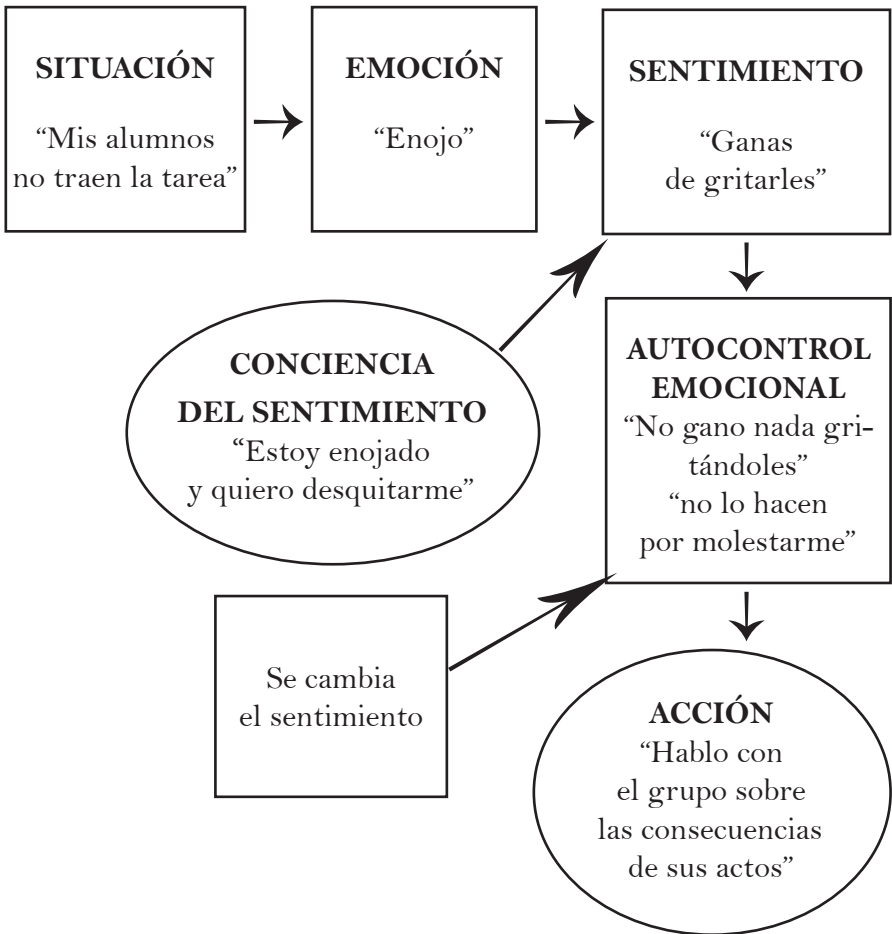 SITUACIÓN
“Mis alumnos
no traen la tarea”
EMOCIÓN
“Enojo”
SENTIMIENTO
“Ganas
de gritarles”
CONCIENCIA
DEL SENTIMIENTO
“Estoy enojado
y quiero desquitarme”
AUTOCONTROL
EMOCIONAL
“No gano nada gri-
tándoles”
“no lo hacen
por molestarme”
Se cambia
el sentimiento
ACCIÓN
“Hablo con
el grupo sobre
las consecuencias
de sus actos”